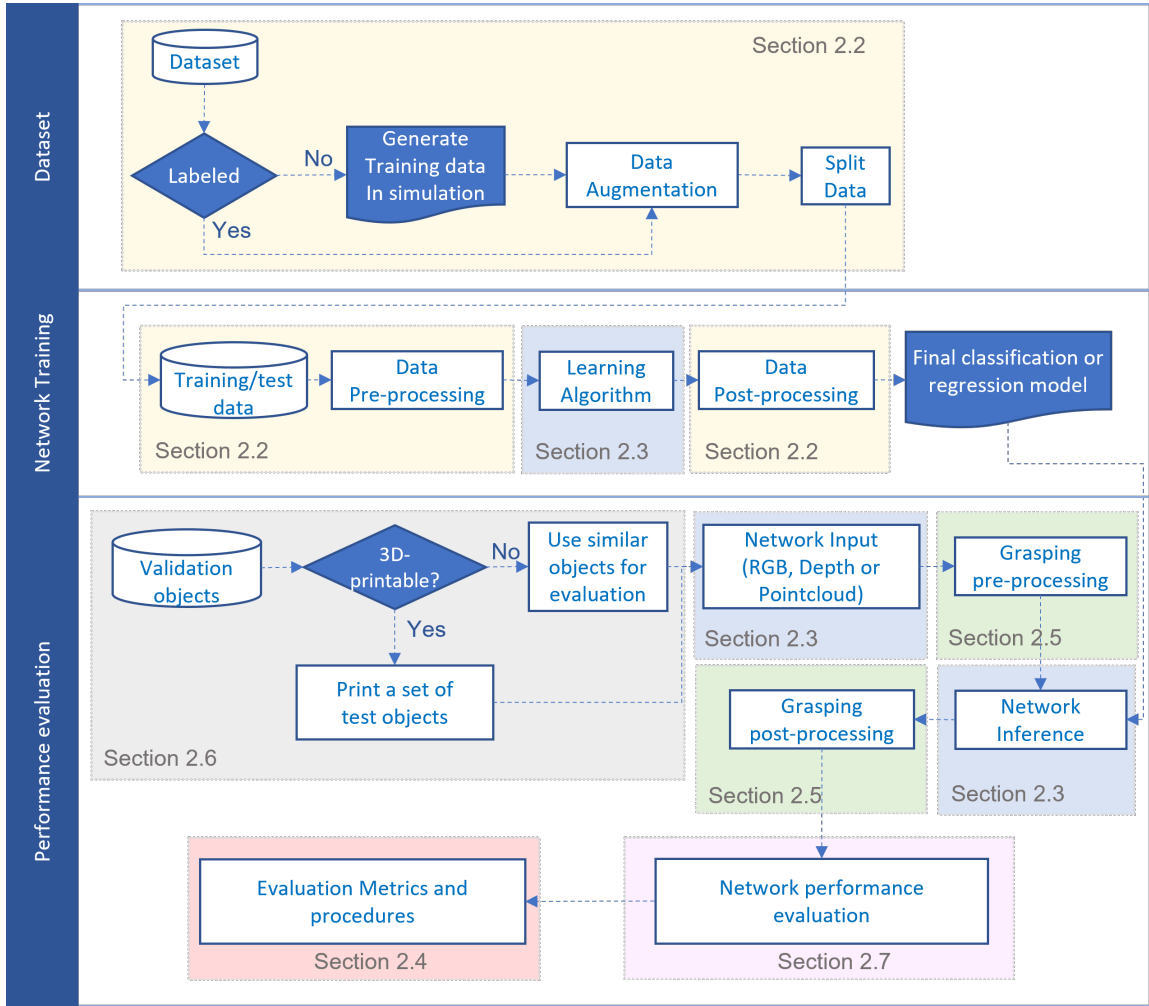 Dataset
Section 2.2
Dataset
Labeled
No
Generate
Training data
In simulation
Data
Augmentation
Split
Data
Yes
Network Training
Training/test
data
Data
Pre-processing
Section 2.2
Learning
Algorithm
Section 2.3
Data
Post-processing
Section 2.2
Final classification or
regression model
Performance evaluation
Validation
objects
3D-
printable?
No
Use similar
objects for
evaluation
Yes
Print a set of
test objects
Section 2.6
Network Input
(RGB, Depth or
Pointcloud)
Section 2.3
Grasping
pre-processing
Section 2.5
Network
Inference
Section 2.3
Grasping
post-processing
Section 2.5
Network performance
evaluation
Section 2.7
Evaluation Metrics and
procedures
Section 2.4